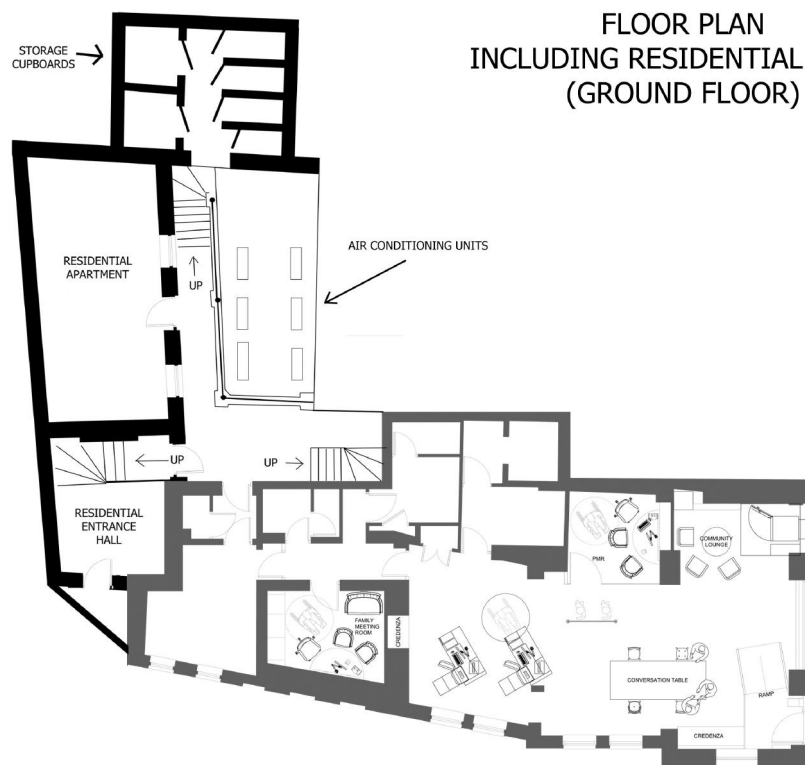 FLOOR PLAN
INCLUDING RESIDENTIAL
(GROUND FLOOR)
STORAGE
CUPBOARDS
AIR CONDITIONING UNITS
RESIDENTIAL
APARTMENT
UP
UP
UP
RESIDENTIAL
ENTRANCE
HALL
COMMUNITY
LOUNGE
PMR
FAMILY
MEETING
ROOM
CREDENZA
CONVERSATION TABLE
RAMP
CREDENZA